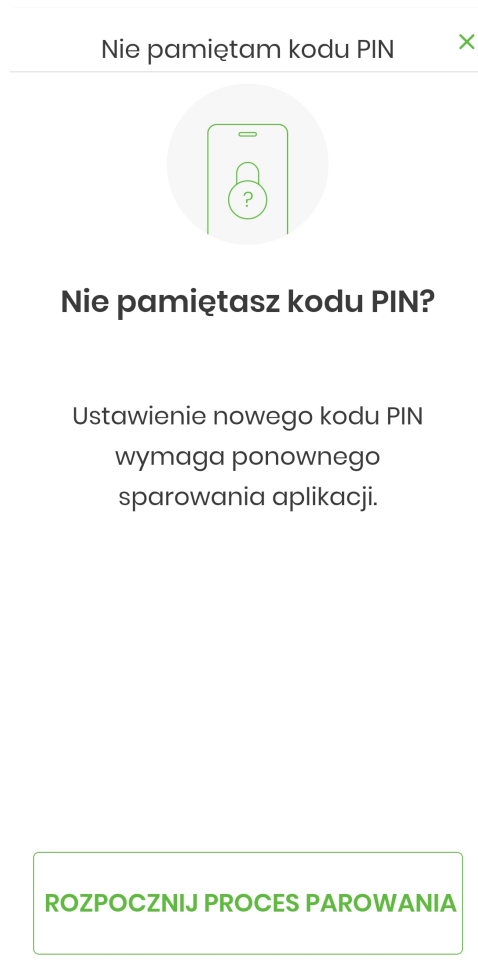 Nie pamiętam kodu PIN
?
Nie pamiętasz kodu PIN?
Ustawienie nowego kodu PIN
wymaga ponownego
sparowania aplikacji.
ROZPOCZNIJ PROCES PAROWANIA